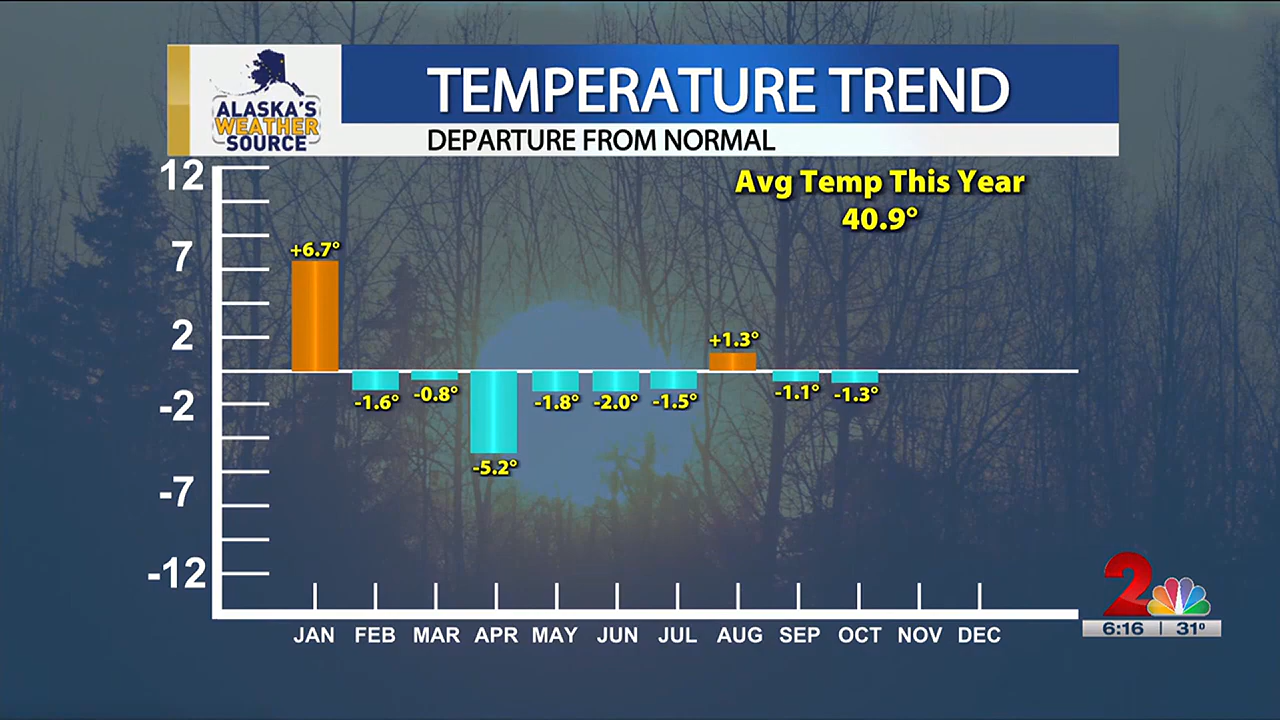 ALASKA'S
WEATHER
SOURCE
TEMPERATURE TREND
DEPARTURE FROM NORMAL
Avg Temp This Year
40.9°
12
7
2
-2
-7
-12
+6.7°
-1.6°
-0.8°
-5.2°
-1.8°
-2.0°
-1.5°
+1.3°
-1.1°
-1.3°
JAN FEB MAR APR MAY JUN JUL AUG SEP OCT NOV DEC
2
6:16 | 31°